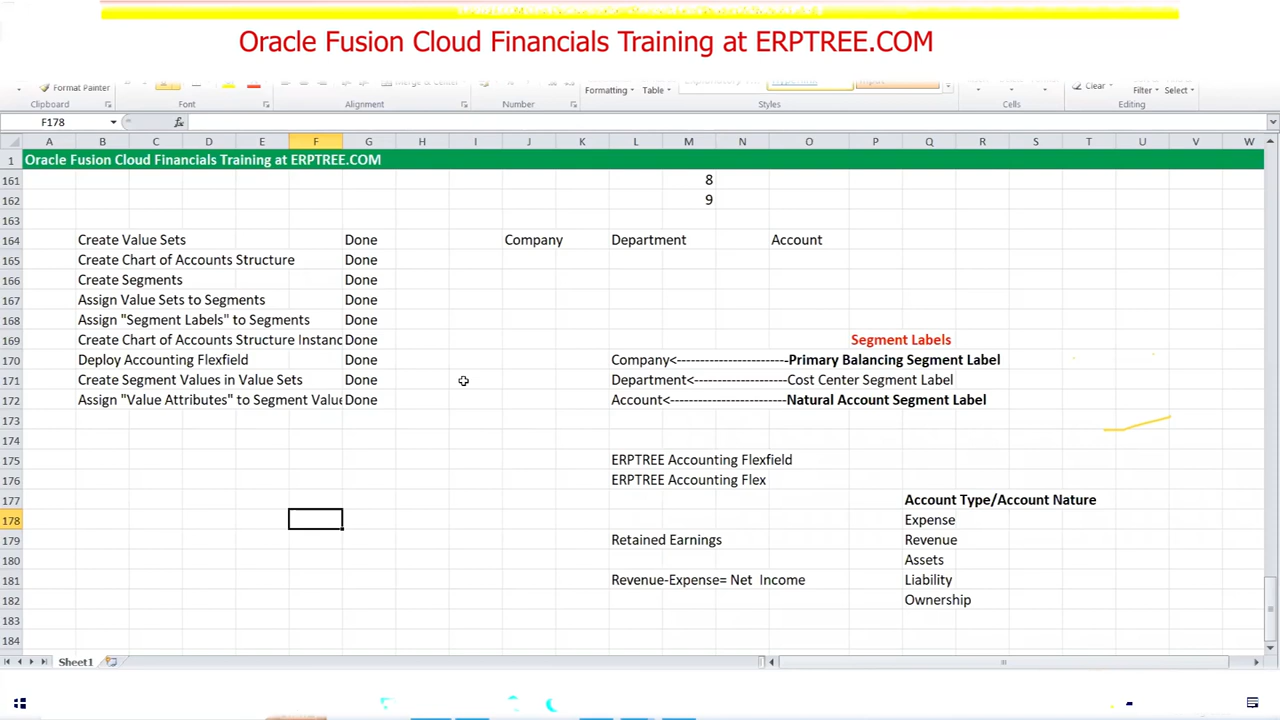 Oracle Fusion Cloud Financials Training at ERPTREE.COM
Format Painter
Merge & Center
Clipboard Font Alignment Number Formatting Table Styles Cells Clear Filter Select Editing
F178 fx
A B C D E F G H I J K L M N O P Q R S T U V W
1 Oracle Fusion Cloud Financials Training at ERPTREE.COM
161 8
162 9
163
164 Create Value Sets Done Company Department Account
165 Create Chart of Accounts Structure Done
166 Create Segments Done
167 Assign Value Sets to Segments Done
168 Assign "Segment Labels" to Segments Done
169 Create Chart of Accounts Structure Instanc Done Segment Labels
170 Deploy Accounting Flexfield Done Company<------------------------Primary Balancing Segment Label
171 Create Segment Values in Value Sets Done Department<--------------------Cost Center Segment Label
172 Assign "Value Attributes" to Segment Value Done Account<-------------------------Natural Account Segment Label
173
174
175 ERPTREE Accounting Flexfield
176 ERPTREE Accounting Flex
177 Account Type/Account Nature
178 Expense
179 Retained Earnings Revenue
180 Assets
181 Revenue-Expense= Net Income Liability
182 Ownership
183
184
Sheet1